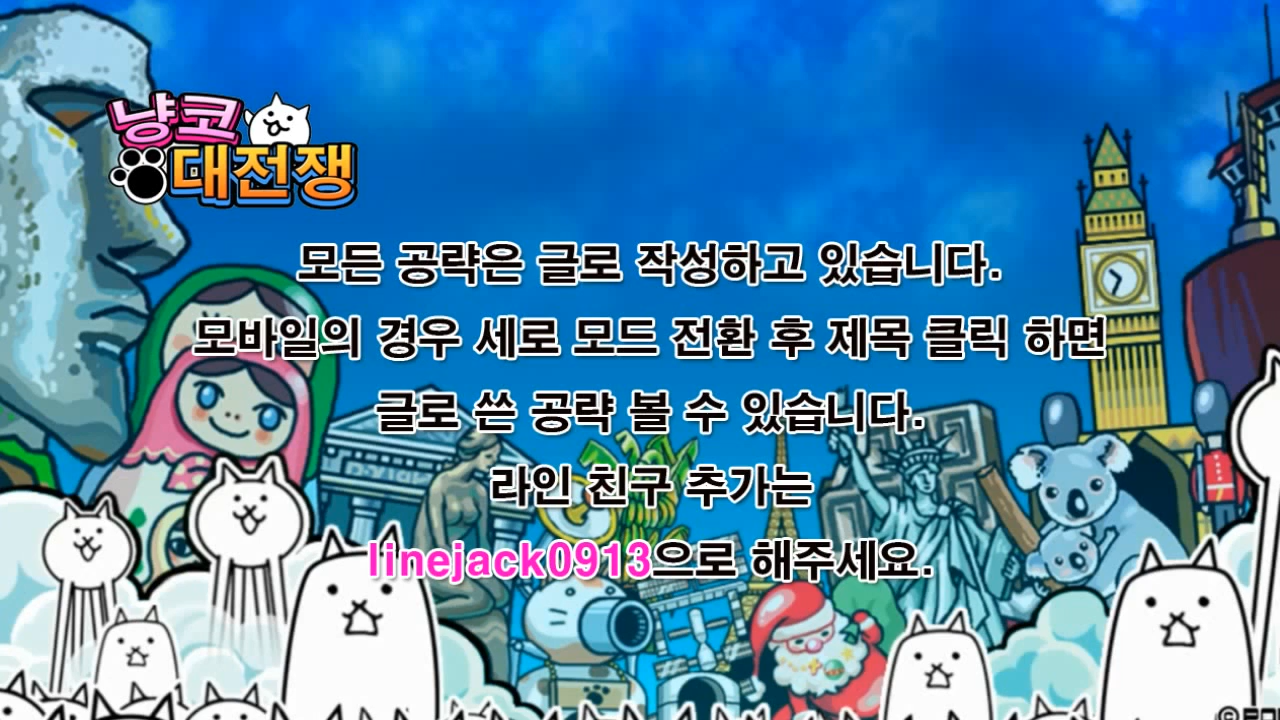 냥코
대전쟁
모든 공략은 글로 작성하고 있습니다.
모바일의 경우 세로 모드 전환 후 제목 클릭 하면
글로 쓴 공략 볼 수 있습니다.
라인 친구 추가는
linejack0913으로 해주세요.